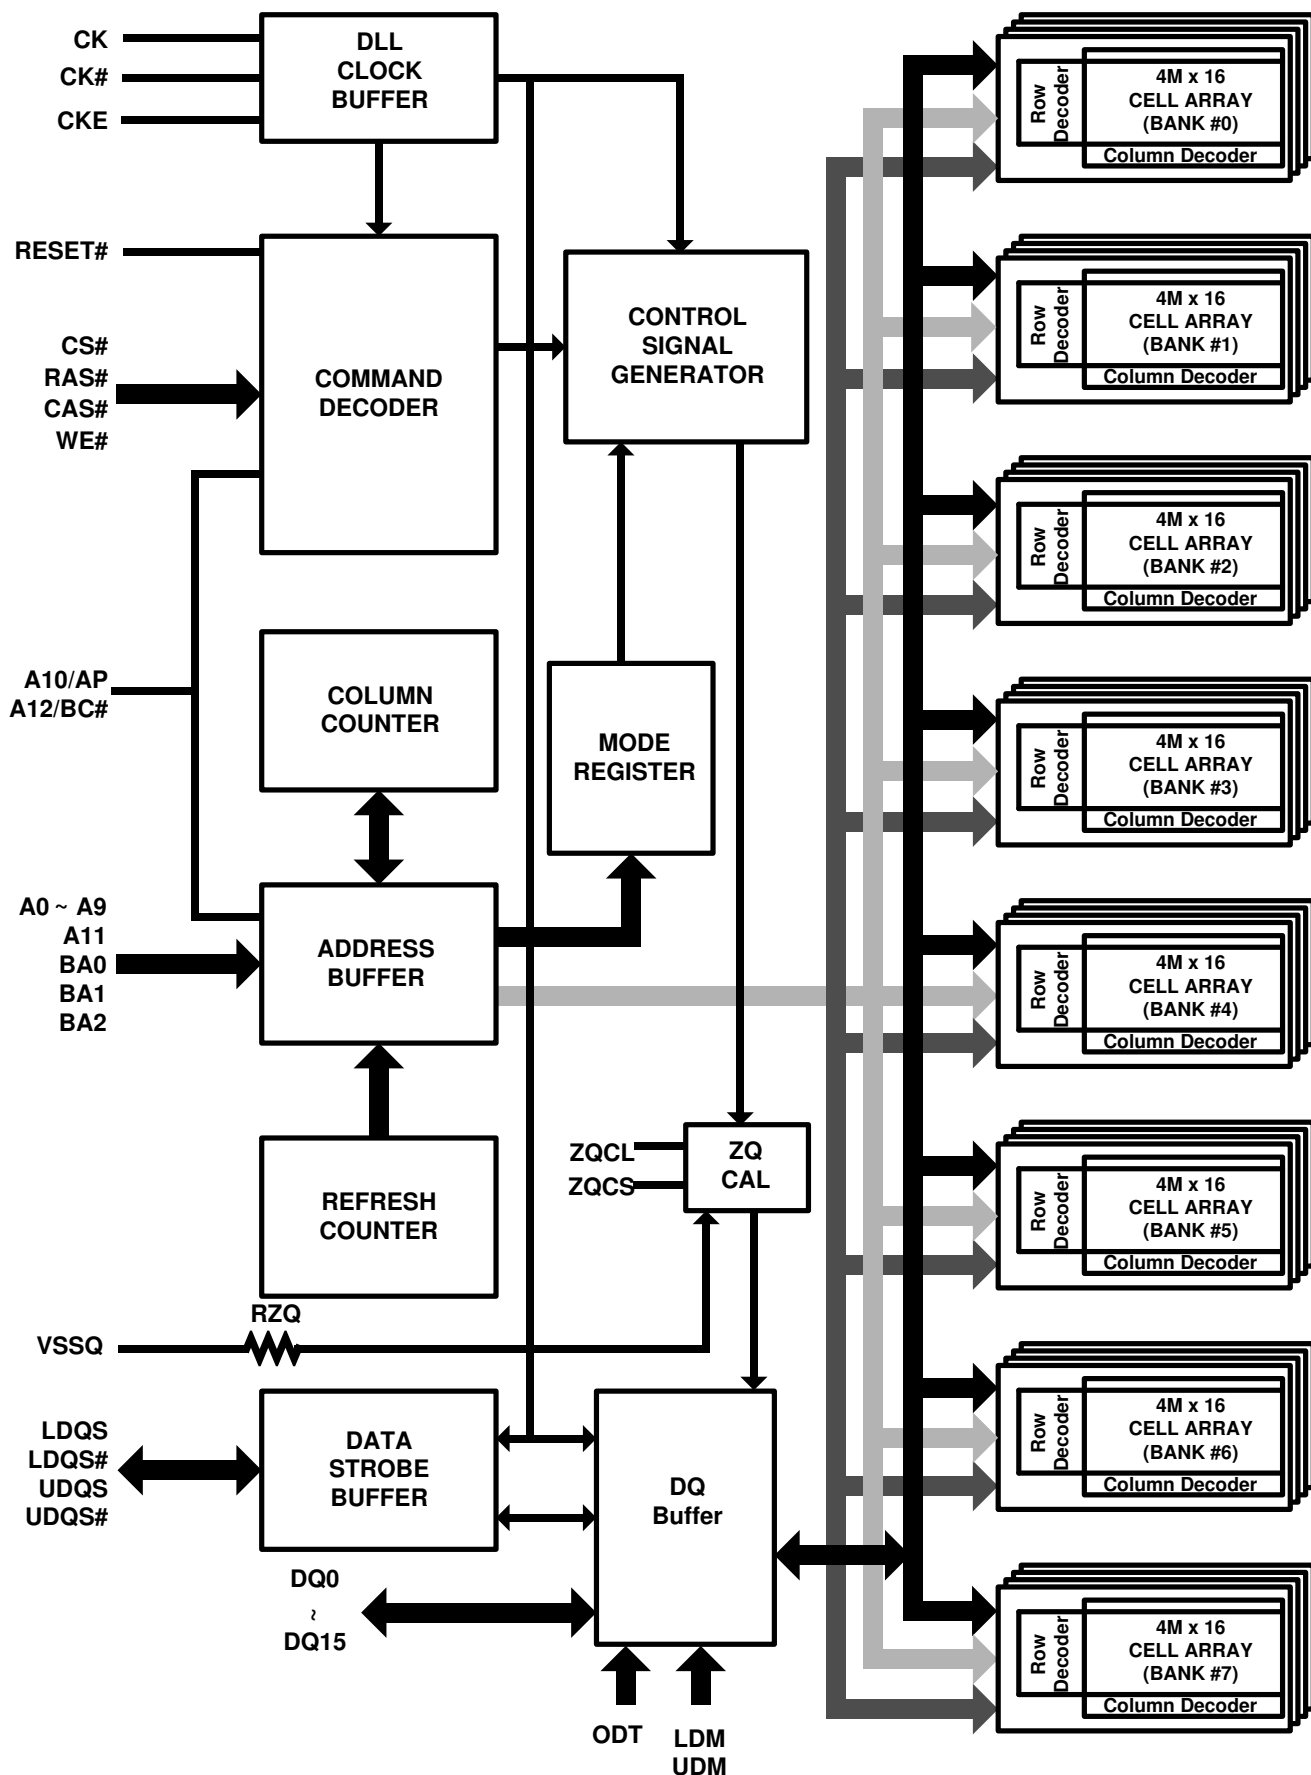 CK
CK#
CKE
DLL
CLOCK
BUFFER
RESET#
CS#
RAS#
CAS#
WE#
COMMAND
DECODER
CONTROL
SIGNAL
GENERATOR
A10/AP
A12/BC#
COLUMN
COUNTER
MODE
REGISTER
A0 ~ A9
A11
BA0
BA1
BA2
ADDRESS
BUFFER
REFRESH
COUNTER
ZQCL
ZQCS
ZQ
CAL
RZQ
VSSQ
LDQS
LDQS#
UDQS
UDQS#
DATA
STROBE
BUFFER
DQ
Buffer
DQ0
~
DQ15
ODT
LDM
UDM
Row
Decoder
4M x 16
CELL ARRAY
(BANK #0)
Column Decoder
Row
Decoder
4M x 16
CELL ARRAY
(BANK #1)
Column Decoder
Row
Decoder
4M x 16
CELL ARRAY
(BANK #2)
Column Decoder
Row
Decoder
4M x 16
CELL ARRAY
(BANK #3)
Column Decoder
Row
Decoder
4M x 16
CELL ARRAY
(BANK #4)
Column Decoder
Row
Decoder
4M x 16
CELL ARRAY
(BANK #5)
Column Decoder
Row
Decoder
4M x 16
CELL ARRAY
(BANK #6)
Column Decoder
Row
Decoder
4M x 16
CELL ARRAY
(BANK #7)
Column Decoder